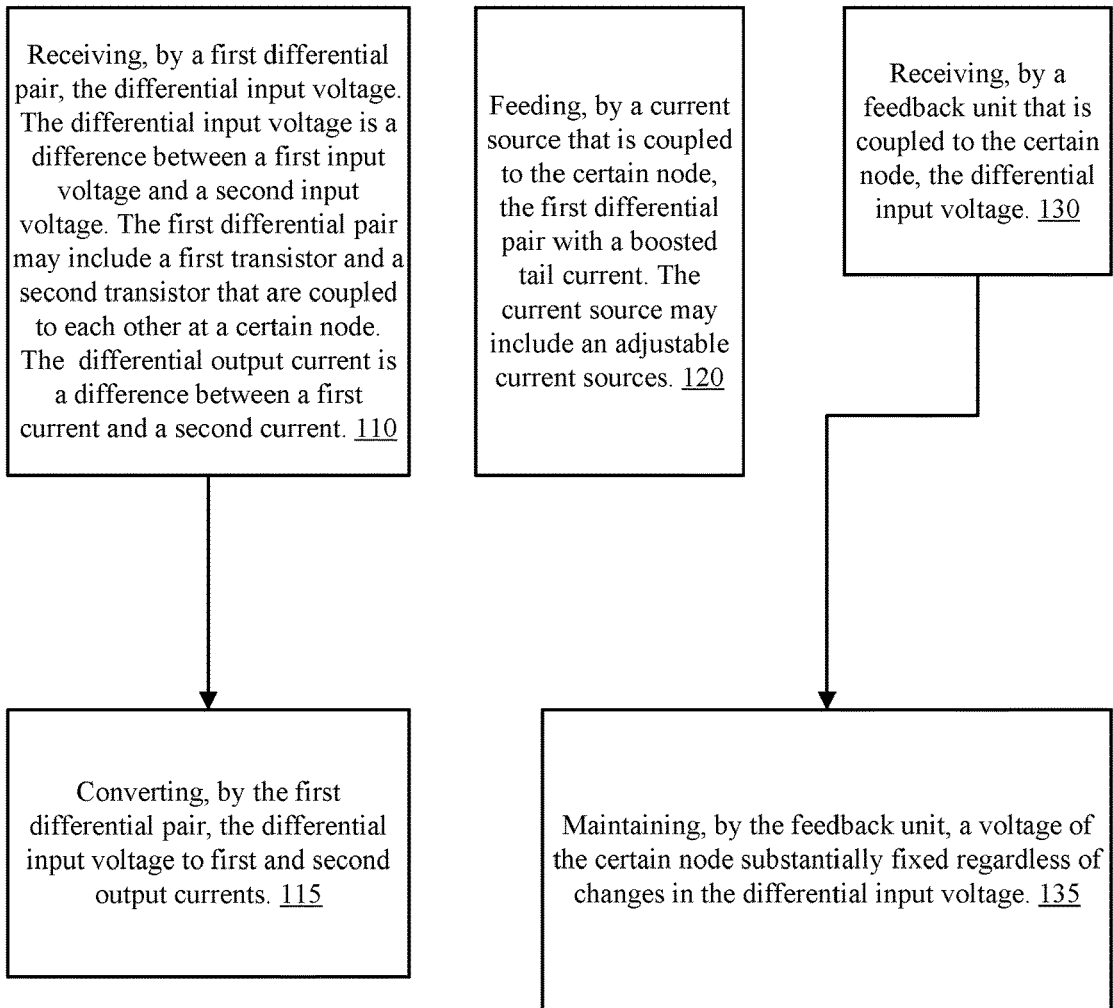 Receiving, by a first differential
pair, the differential input voltage.
The differential input voltage is a
difference between a first input
voltage and a second input
voltage. The first differential pair
may include a first transistor and a
second transistor that are coupled
to each other at a certain node.
The differential output current is
a difference between a first
current and a second current. 110
Feeding, by a current
source that is coupled
to the certain node,
the first differential
pair with a boosted
tail current. The
current source may
include an adjustable
current sources. 120
Receiving, by a
feedback unit that is
coupled to the certain
node, the differential
input voltage. 130
Converting, by the first
differential pair, the differential
input voltage to first and second
output currents. 115
Maintaining, by the feedback unit, a voltage of
the certain node substantially fixed regardless of
changes in the differential input voltage. 135